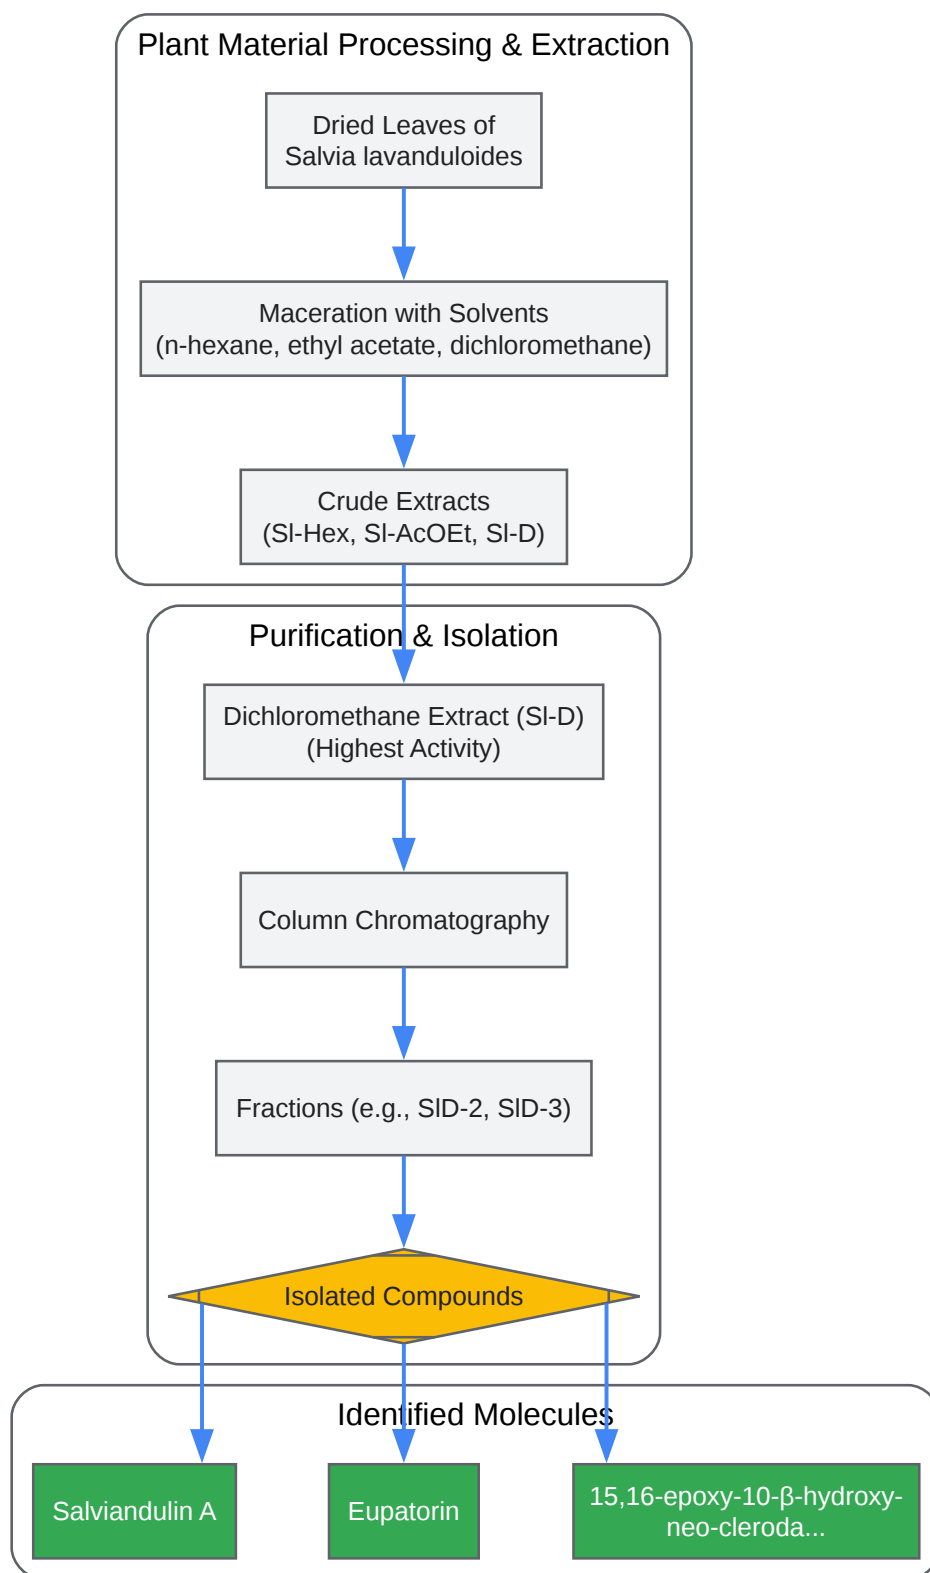 Plant Material Processing & Extraction
Dried Leaves of
Salvia lavanduloides
Maceration with Solvents
(n-hexane, ethyl acetate, dichloromethane)
Crude Extracts
(Sl-Hex, Sl-AcOEt, Sl-D)
Purification & Isolation
Dichloromethane Extract (Sl-D)
(Highest Activity)
Column Chromatography
Fractions (e.g., SlD-2, SlD-3)
Isolated Compounds
Identified Molecules
Salviandulin A
Eupatorin
15,16-epoxy-10-β-hydroxy-
neo-cleroda...